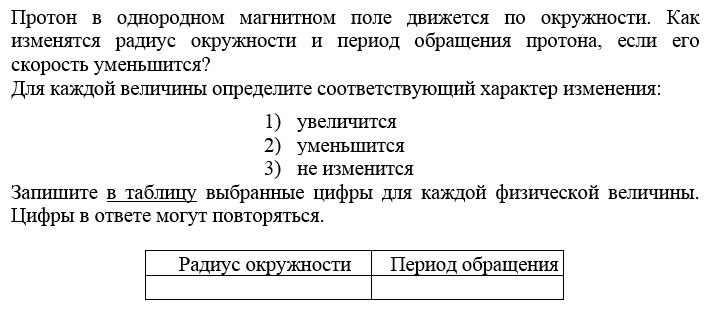 Протон в однородном магнитном поле движется по окружности. Как
изменятся радиус окружности и период обращения протона, если его
скорость уменьшится?
Для каждой величины определите соответствующий характер изменения:
1) увеличится
2) уменьшится
3) не изменится
Запишите в таблицу выбранные цифры для каждой физической величины.
Цифры в ответе могут повторяться.
Радиус окружности Период обращения